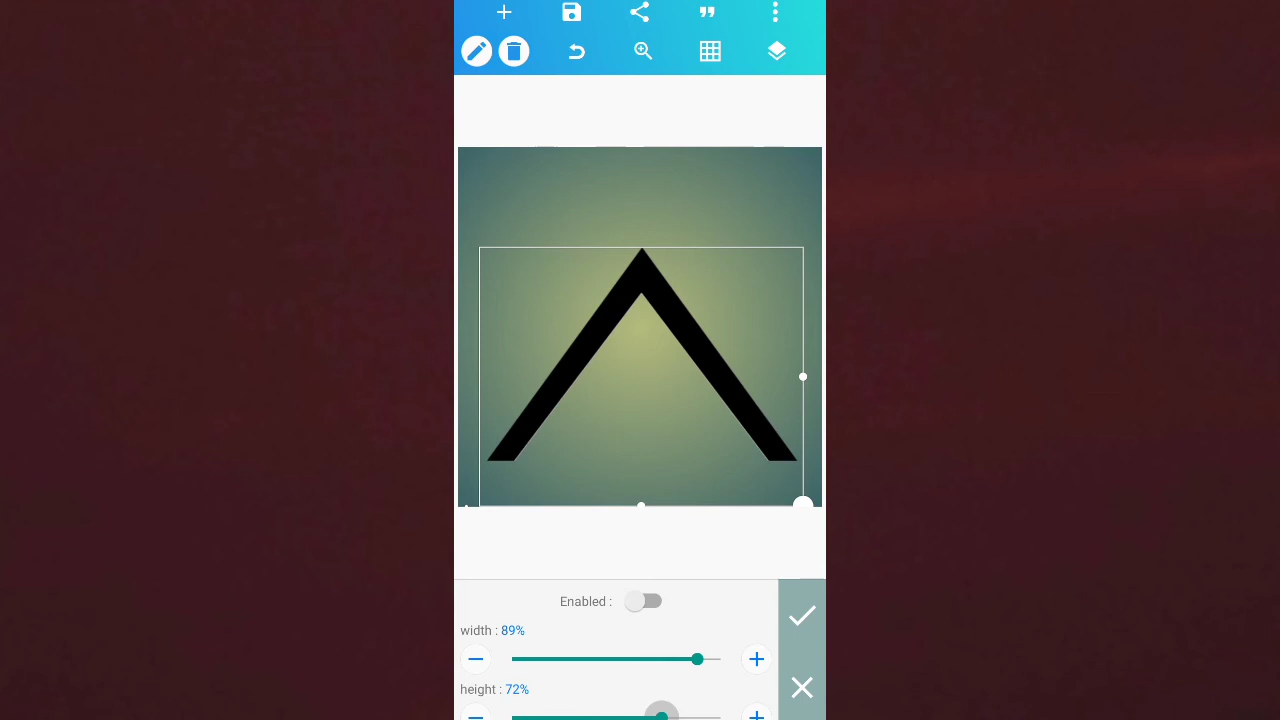 Enabled :
width : 89%
height : 72%